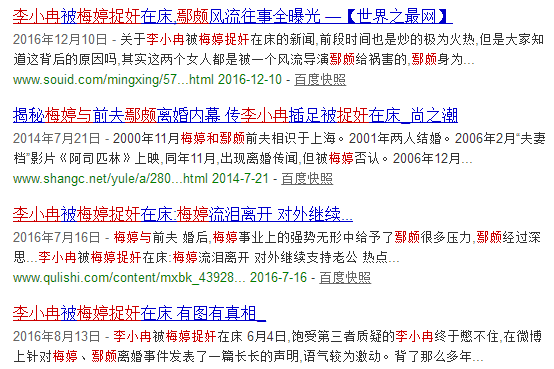 李小冉被梅婷捉奸在床,鄢颇风流往事全曝光 —【世界之最网】
2016年12月10日 - 关于李小冉被梅婷捉奸在床的新闻,前段时间也是炒的极为火热,但是大家知
道这背后的原因吗,其实这两个女人都是被一个风流导演鄢颇给祸害的,鄢颇身为...
www.souid.com/mingxing/57...html 2016-12-10 - 百度快照
揭秘梅婷与前夫鄢颇离婚内幕 传李小冉插足被捉奸在床_尚之潮
2014年7月21日 - 2000年11月梅婷和鄢颇前夫相识于上海。2001年两人结婚。2006年2月“夫妻
档”影片《阿司匹林》上映,同年11月,出现离婚传闻,但被梅婷否认。2006年12月...
www.shangc.net/yule/a/280...html 2014-7-21 - 百度快照
李小冉被梅婷捉奸在床:梅婷流泪离开 对外继续...
2016年7月16日 - 梅婷与前夫 婚后,梅婷事业上的强势无形中给予了鄢颇很多压力,鄢颇经过深
思...李小冉被梅婷捉奸在床:梅婷流泪离开 对外继续支持老公 热点...
www.qulishi.com/content/mxbk_43928... 2016-7-16 - 百度快照
李小冉被梅婷捉奸在床 有图有真相_
2016年8月13日 - 李小冉被梅婷捉奸在床 6月4日,饱受第三者质疑的李小冉终于憋不住,在微博
上针对梅婷、鄢颇离婚事件发表了一篇长长的声明,语气较为激动。背了那么多年...